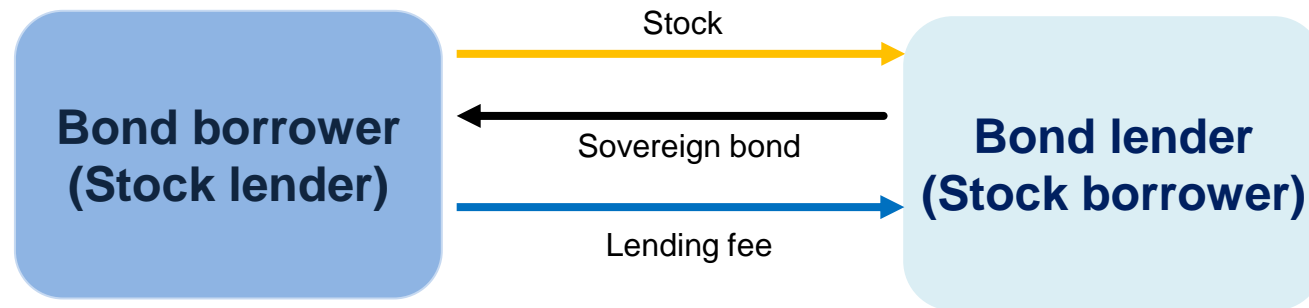 Stock
Bond borrower
(Stock lender)
Sovereign bond
Bond lender
(Stock borrower)
Lending fee